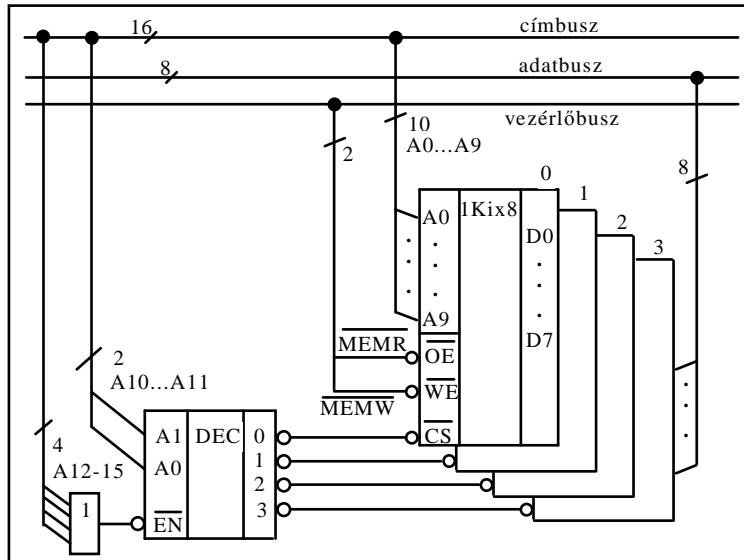 16
címbusz
8
adatbusz
vezérlőbusz
10
A0...A9
2
8
0
1
2
3
A0
1Kix8
D0
A9
D7
MEMR
OE
WE
MEMW
CS
2
A10...A11
4
A12-15
A1 DEC 0
A0 1
2
EN 3
1